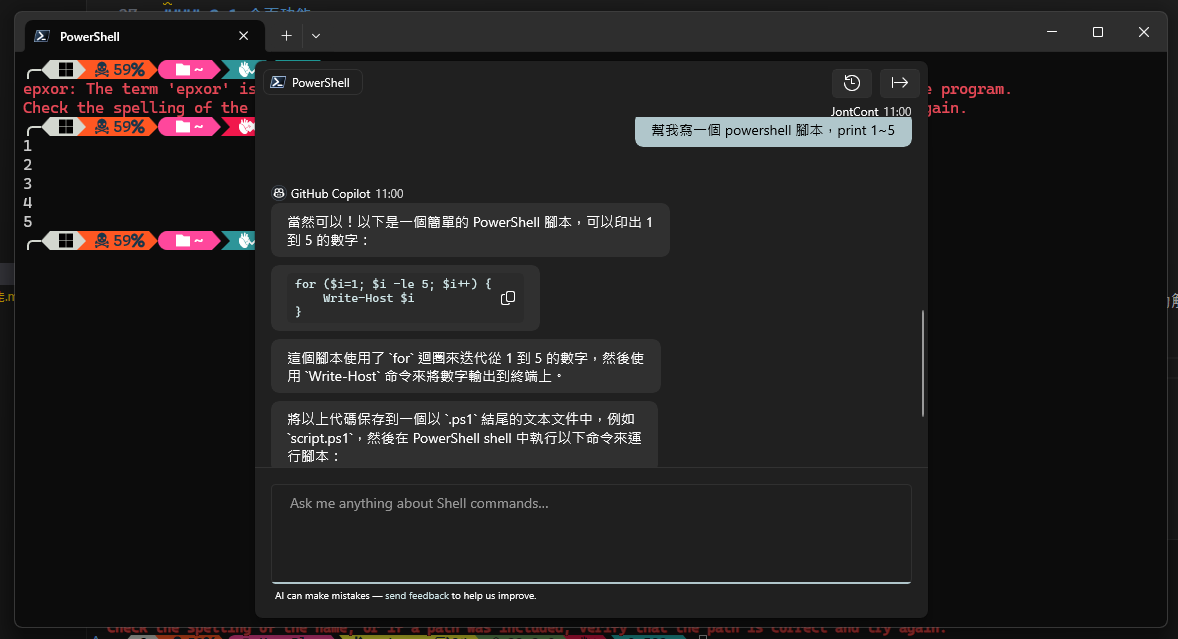 PowerShell
59%
~
epxor: The term 'epxor' is
e program.
Check the spelling of the
gain.
59%
~
1
2
3
4
5
59%
~
PowerShell
JontCont 11:00
幫我寫一個 powershell 腳本，print 1~5
GitHub Copilot 11:00
當然可以！以下是一個簡單的 PowerShell 腳本，可以印出 1
到 5 的數字：
for ($i=1; $i -le 5; $i++) {
Write-Host $i
}
這個腳本使用了 `for` 迴圈來迭代從 1 到 5 的數字，然後使
用 `Write-Host` 命令來將數字輸出到終端上。
將以上代碼保存到一個以 `.ps1` 結尾的文本文件中，例如
`script.ps1`，然後在 PowerShell shell 中執行以下命令來運
行腳本：
Ask me anything about Shell commands...
AI can make mistakes — send feedback to help us improve.
Check the spelling of the name, or if a path was included, verify that the path is correct and try again.